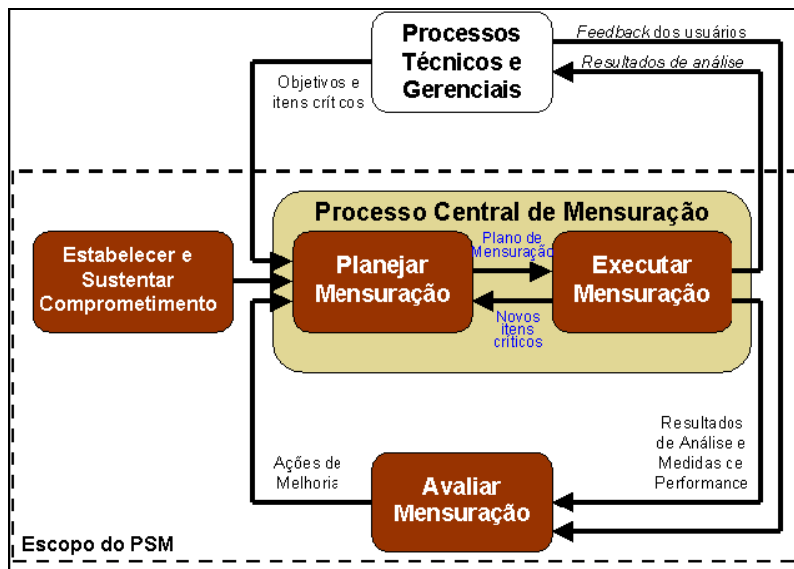 Processos
Técnicos e
Gerenciais
Feedback dos usuários
Resultados de análise
Objetivos e
itens crítcos
Processo Central de Mensuração
Estabelecer e
Sustentar
Comprometimento
Planejar
Mensuração
Plano de
Mensuração
Executar
Mensuração
Novos
itens
críticos
Resultados
de Análise e
Medidas ce
Performance
Ações de
Melhoria
Avaliar
Mensuração
Escopo do PSM